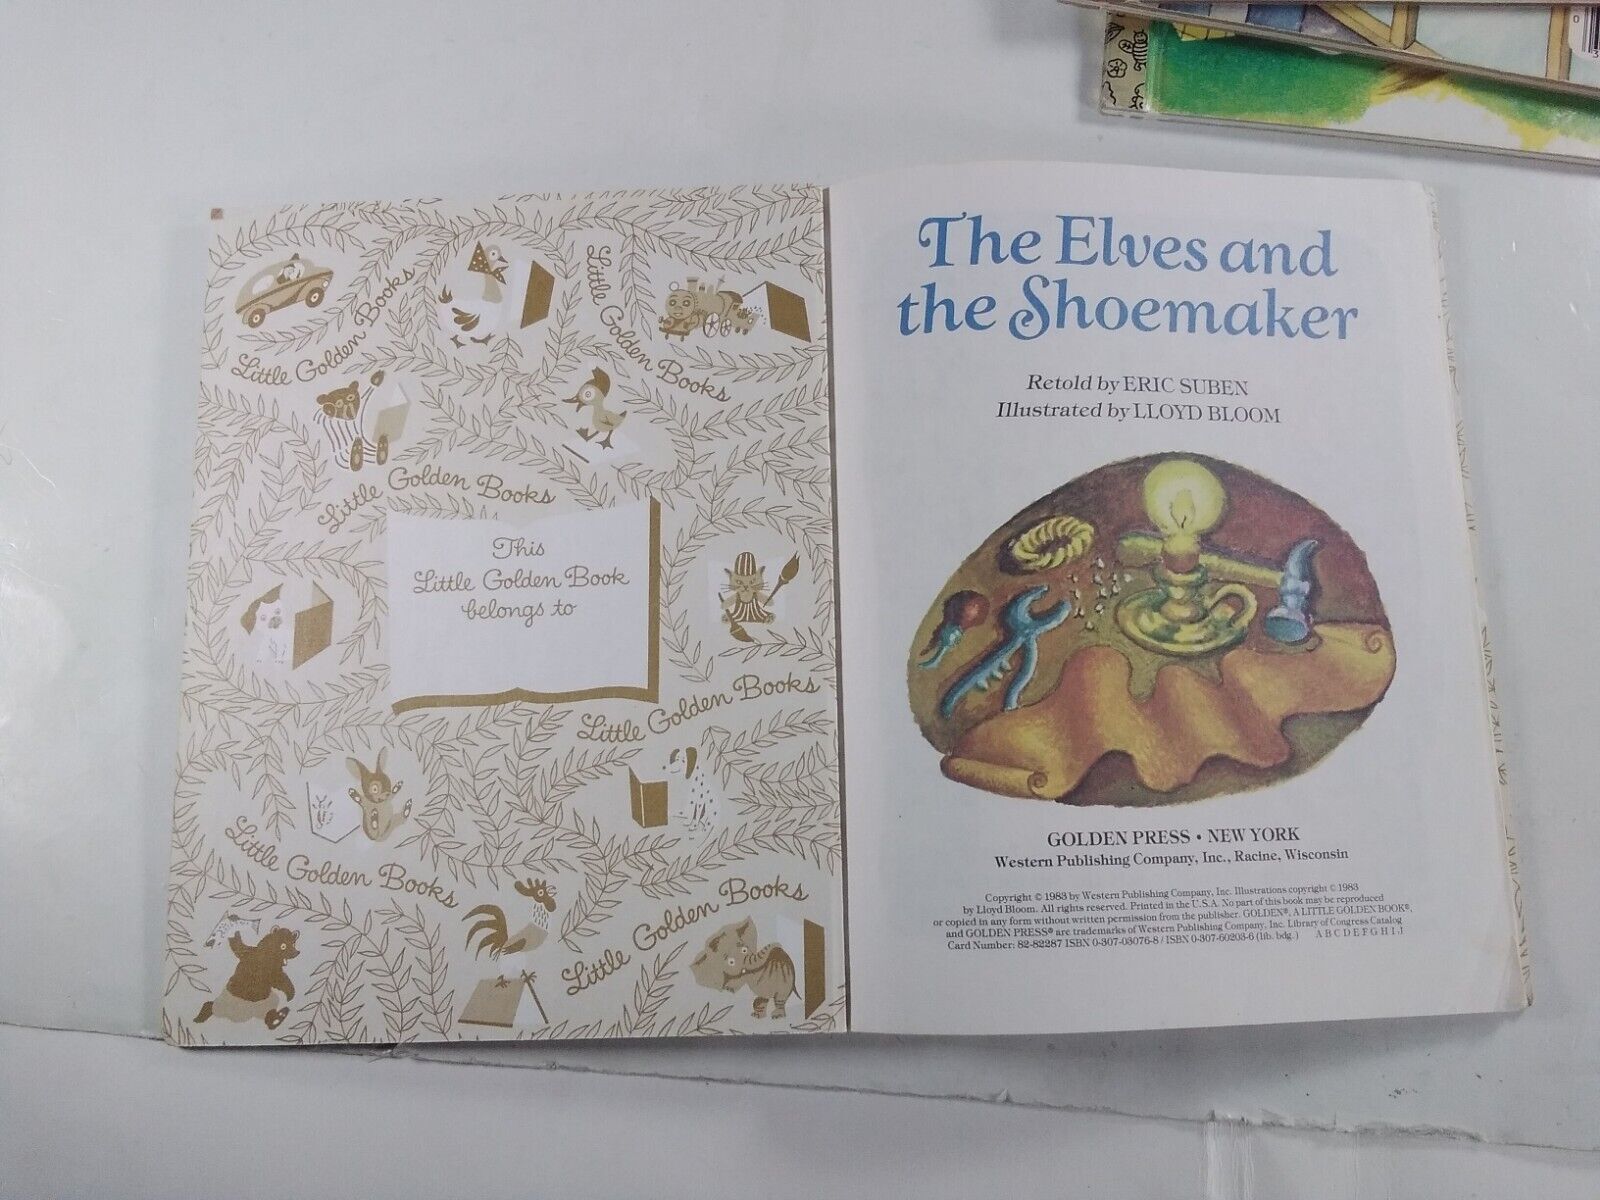 Little Golden Books
Little Golden Books
Little Golden Books
This
Little Golden Book
belongs to
Little Golden Books
Little Golden Books
Little Golden Books
The Elves and
the Shoemaker
Retold by ERIC SUBEN
Illustrated by LLOYD BLOOM
GOLDEN PRESS • NEW YORK
Western Publishing Company, Inc., Racine, Wisconsin
Copyright © 1983 by Western Publishing Company, Inc. Illustrations copyright © 1983
by Lloyd Bloom. All rights reserved. Printed in the U.S.A. No part of this book may be reproduced
or copied in any form without written permission from the publisher. GOLDEN®, A LITTLE GOLDEN BOOK®,
and GOLDEN PRESS® are trademarks of Western Publishing Company, Inc. Library of Congress Catalog
Card Number: 82-82287 ISBN 0-307-03076-8 / ISBN 0-307-60203-6 (lib. bdg.) A B C D E F G H I J